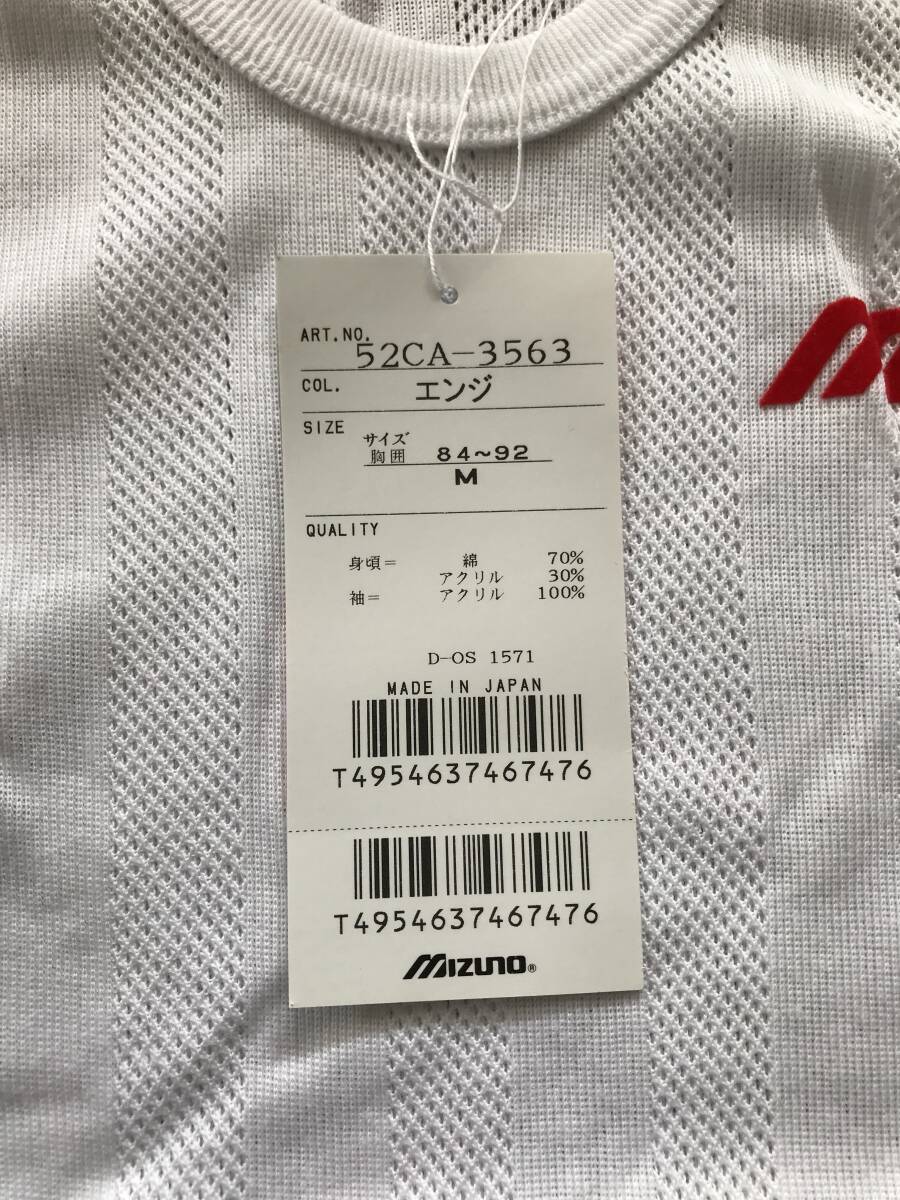 ART.NO.
52CA-3563
COL. エンジ
SIZE
サイズ
胸囲 84~92
M
QUALITY
身頃= 綿 70%
アクリル 30%
袖= アクリル 100%
D-OS 1571
MADE IN JAPAN
T4954637467476
T4954637467476
MIZUNO®